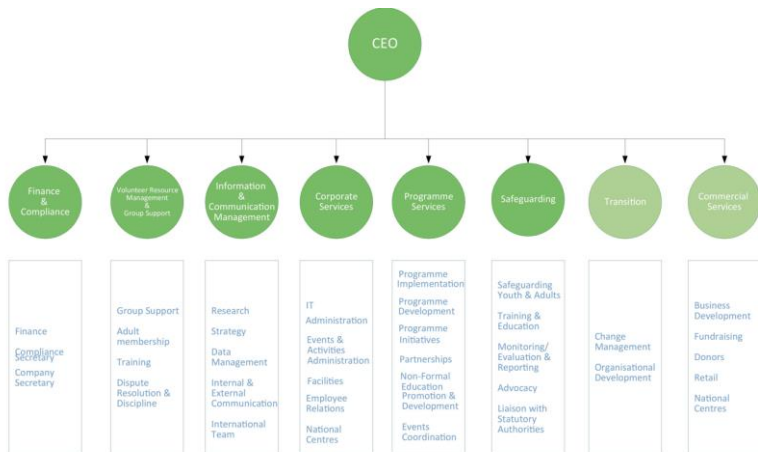 CEO
Finance
&
Compliance
Volunteer Resource
Management
&
Group Support
Information
&
Communication
Management
Corporate
Services
Programme
Services
Safeguarding
Transition
Commercial
Services
Finance
Compliance
Secretary
Company
Secretary
Group Support
Adult
membership
Training
Dispute
Resolution &
Discipline
Research
Strategy
Data
Management
Internal &
External
Communication
International
Team
IT
Administration
Events &
Activities
Administration
Facilities
Employee
Relations
National
Centres
Programme
Implementation
Programme
Development
Programme
Initiatives
Partnerships
Non-Formal
Education
Promotion &
Development
Events
Coordination
Safeguarding
Youth & Adults
Training &
Education
Monitoring/
Evaluation &
Reporting
Advocacy
Liaison with
Statutory
Authorities
Change
Management
Organisational
Development
Business
Development
Fundraising
Donors
Retail
National
Centres